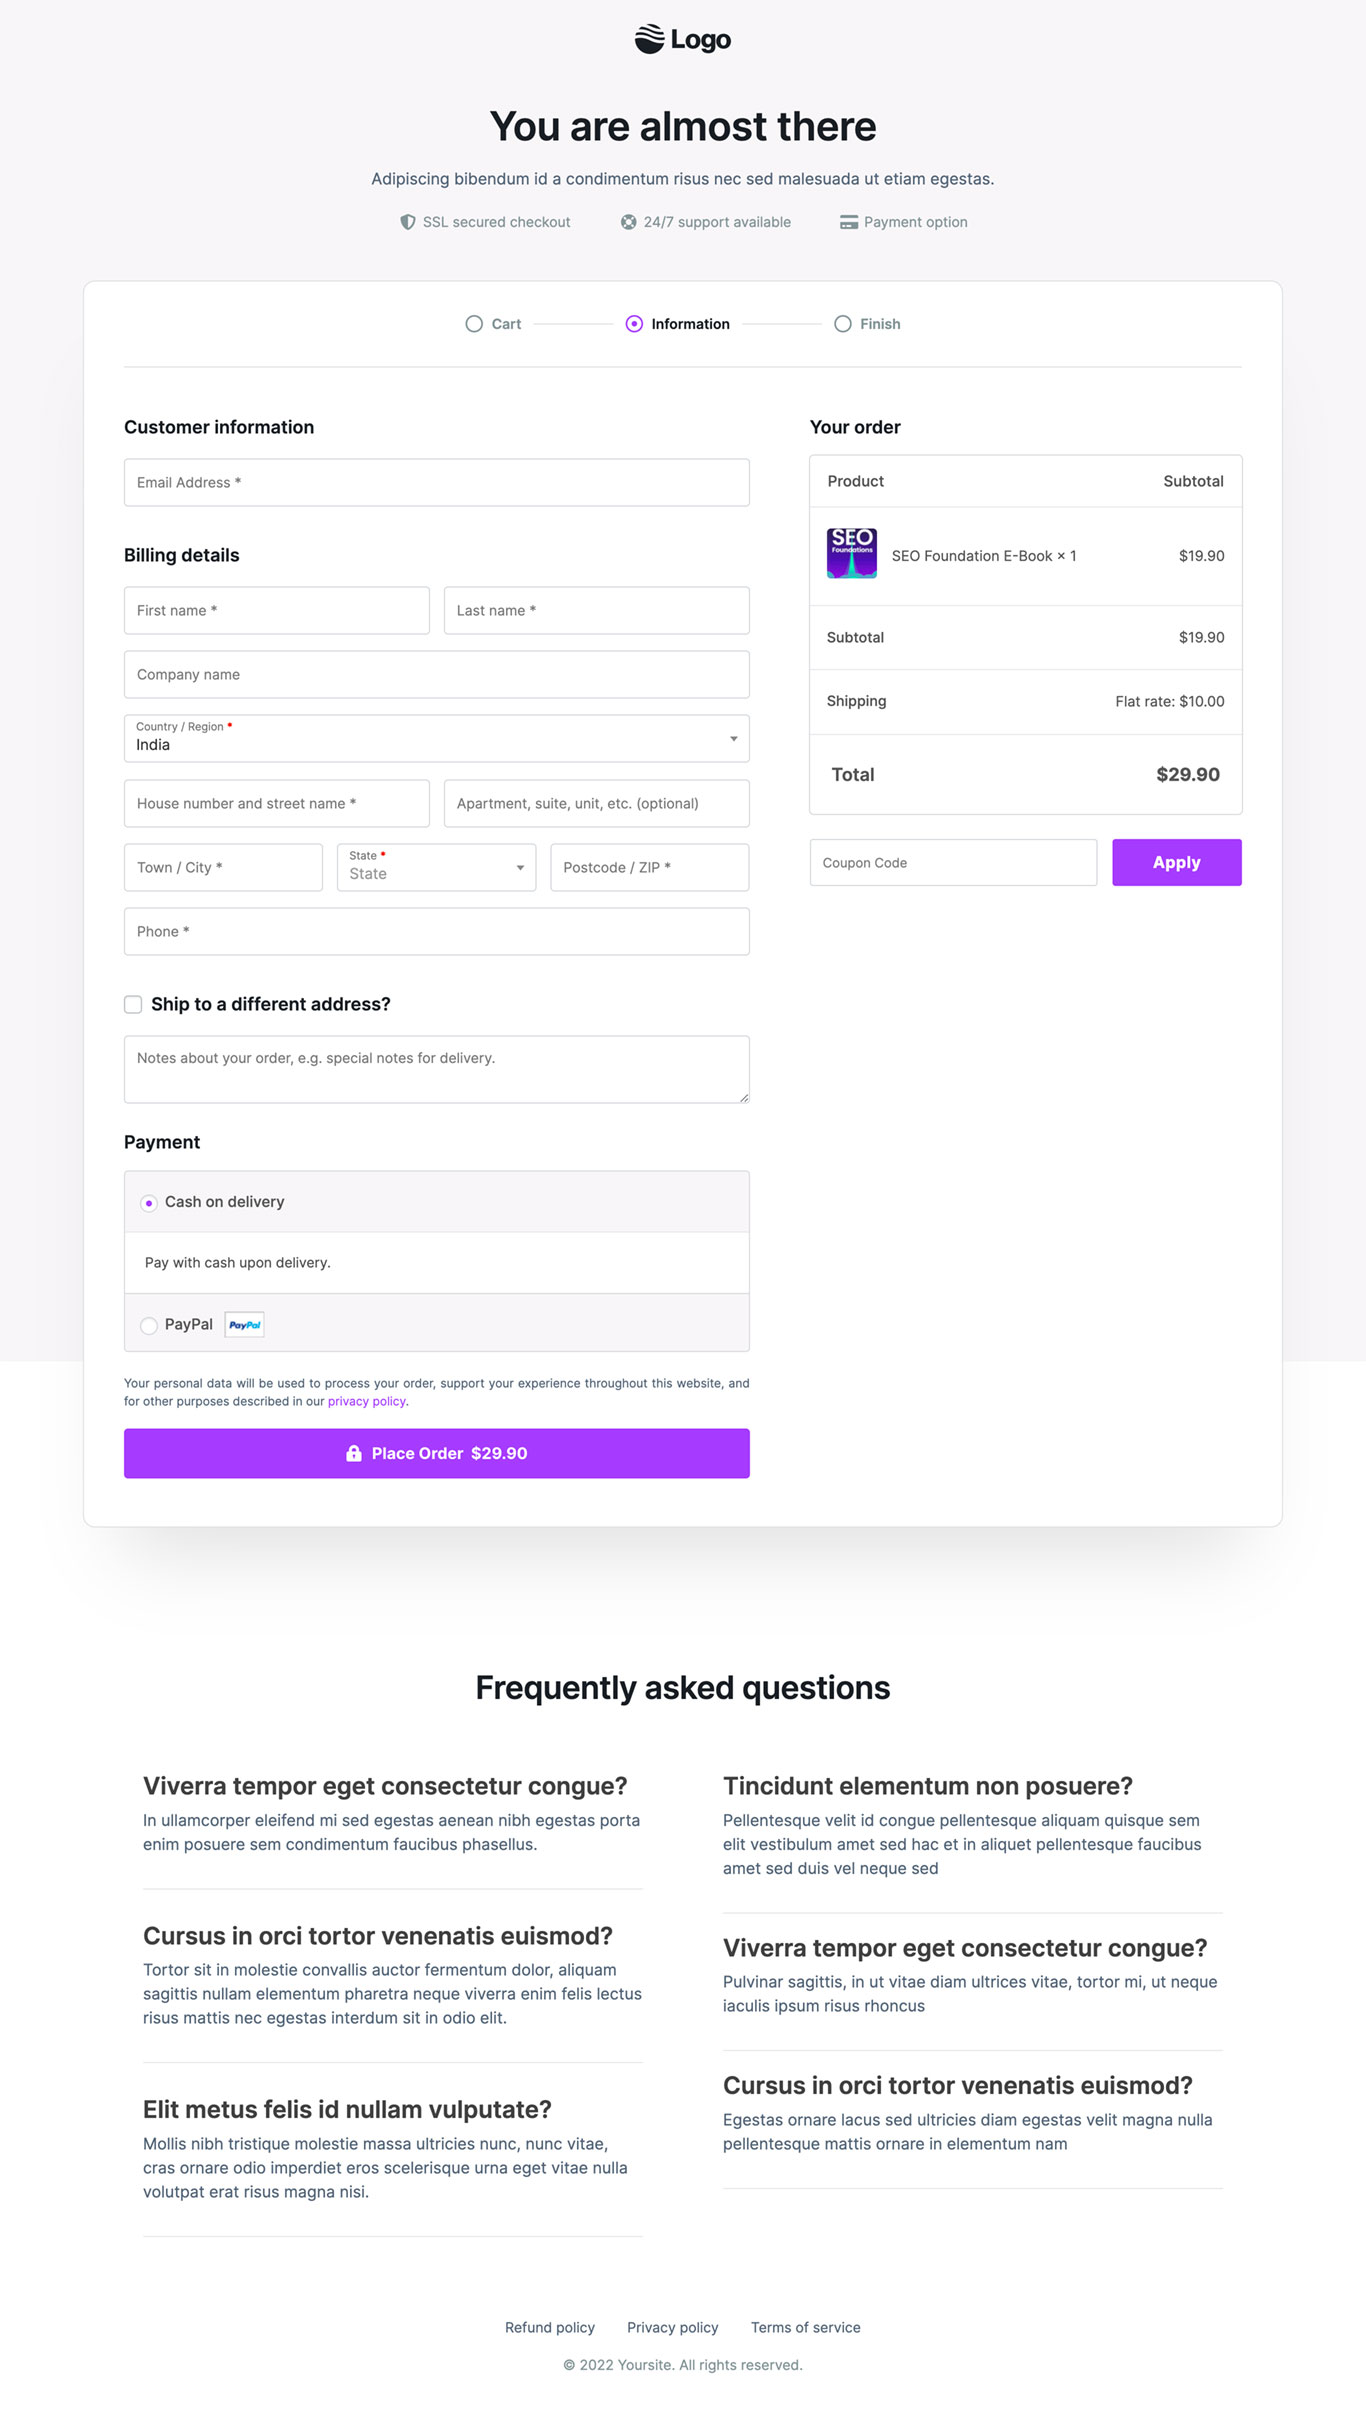 Logo
You are almost there
Adipiscing bibendum id a condimentum risus nec sed malesuada ut etiam egestas.
SSL secured checkout
24/7 support available
Payment option
Cart
Information
Finish
Customer information
Email Address *
Billing details
First name *
Last name *
Company name
Country / Region *
India
House number and street name *
Apartment, suite, unit, etc. (optional)
Town / City *
State *
State
Postcode / ZIP *
Phone *
Ship to a different address?
Notes about your order, e.g. special notes for delivery.
Payment
Cash on delivery
Pay with cash upon delivery.
PayPal PayPal
Your personal data will be used to process your order, support your experience throughout this website, and
for other purposes described in our privacy policy.
Place Order $29.90
Your order
Product Subtotal
SEO
Foundations
SEO Foundation E-Book × 1 $19.90
Subtotal $19.90
Shipping Flat rate: $10.00
Total $29.90
Coupon Code
Apply
Frequently asked questions
Viverra tempor eget consectetur congue?
In ullamcorper eleifend mi sed egestas aenean nibh egestas porta
enim posuere sem condimentum faucibus phasellus.
Cursus in orci tortor venenatis euismod?
Tortor sit in molestie convallis auctor fermentum dolor, aliquam
sagittis nullam elementum pharetra neque viverra enim felis lectus
risus mattis nec egestas interdum sit in odio elit.
Elit metus felis id nullam vulputate?
Mollis nibh tristique molestie massa ultricies nunc, nunc vitae,
cras ornare odio imperdiet eros scelerisque urna eget vitae nulla
volutpat erat risus magna nisi.
Tincidunt elementum non posuere?
Pellentesque velit id congue pellentesque aliquam quisque sem
elit vestibulum amet sed hac et in aliquet pellentesque faucibus
amet sed duis vel neque sed
Viverra tempor eget consectetur congue?
Pulvinar sagittis, in ut vitae diam ultrices vitae, tortor mi, ut neque
iaculis ipsum risus rhoncus
Cursus in orci tortor venenatis euismod?
Egestas ornare lacus sed ultricies diam egestas velit magna nulla
pellentesque mattis ornare in elementum nam
Refund policy
Privacy policy
Terms of service
© 2022 Yoursite. All rights reserved.